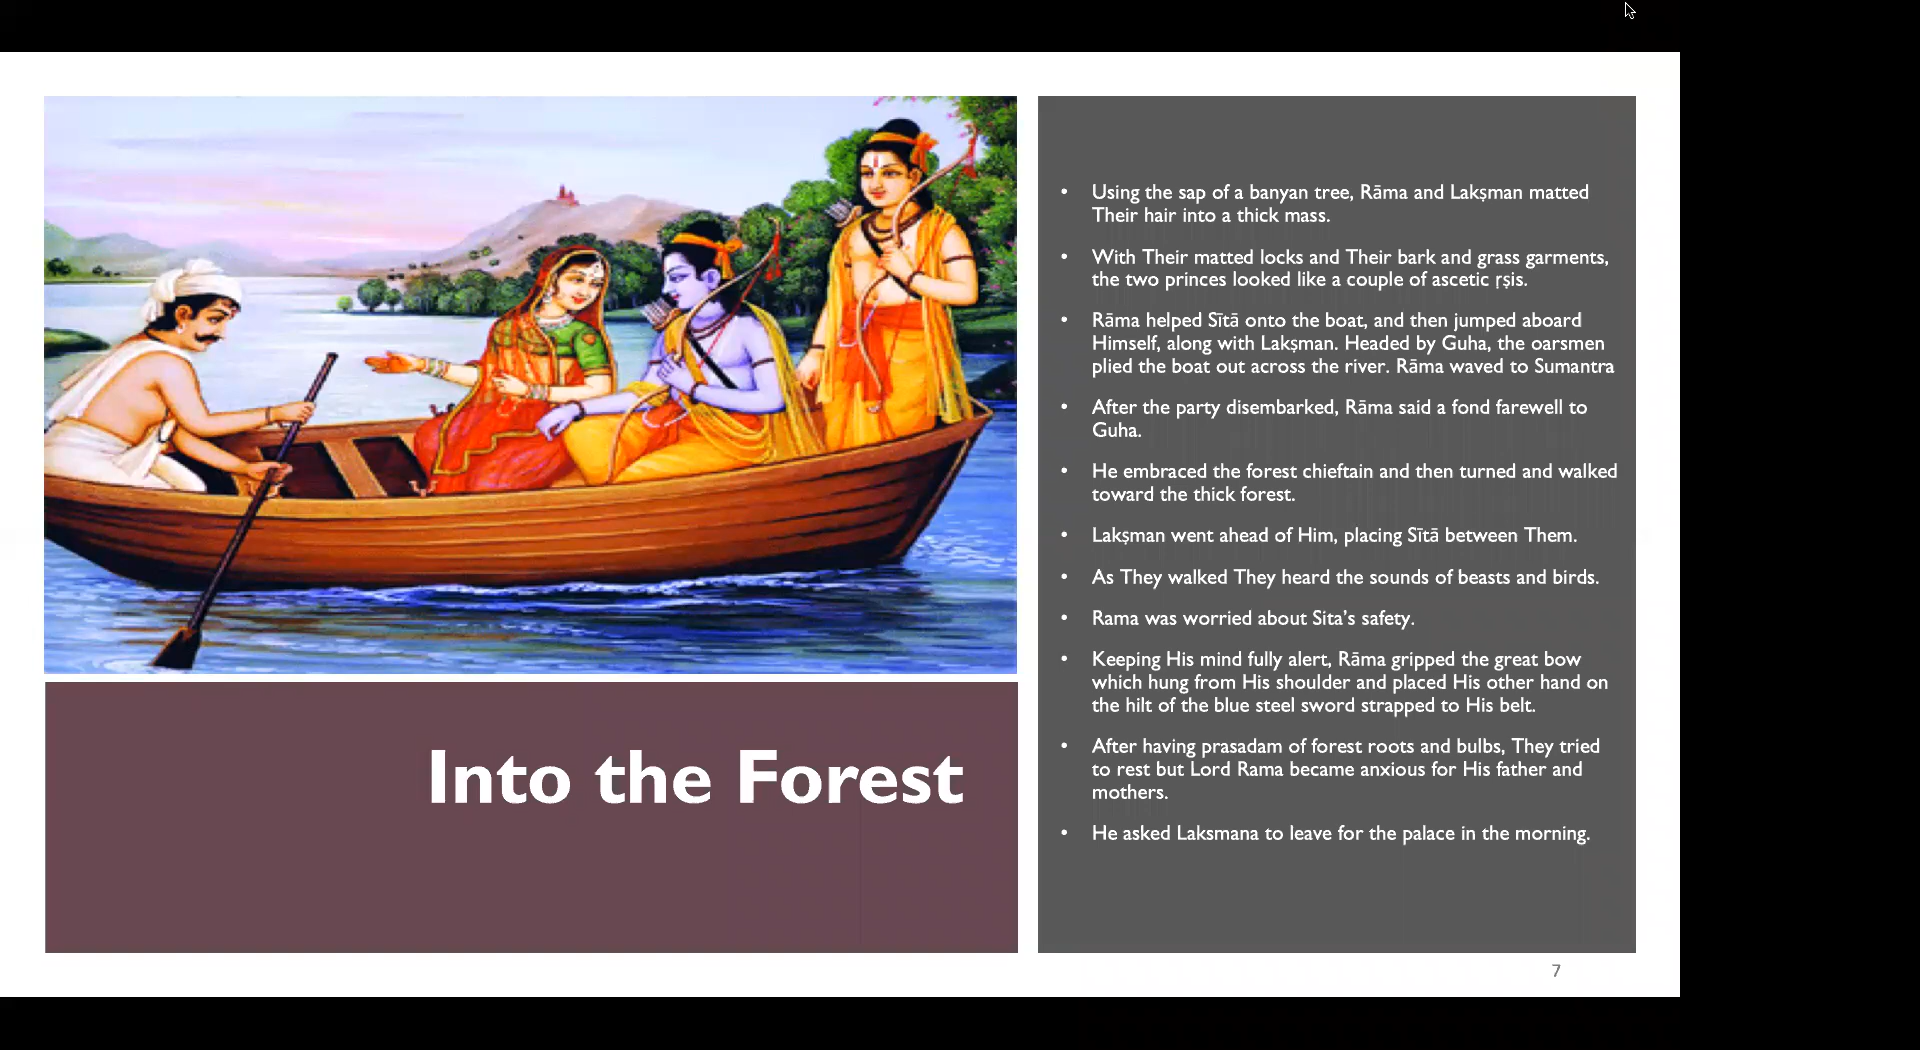 Into the Forest
• Using the sap of a banyan tree, Rāma and Lakṣman matted
Their hair into a thick mass.
• With Their matted locks and Their bark and grass garments,
the two princes looked like a couple of ascetic ṛṣis.
• Rāma helped Sītā onto the boat, and then jumped aboard
Himself, along with Lakṣman. Headed by Guha, the oarsmen
plied the boat out across the river. Rāma waved to Sumantra
• After the party disembarked, Rāma said a fond farewell to
Guha.
• He embraced the forest chieftain and then turned and walked
toward the thick forest.
• Lakṣman went ahead of Him, placing Sītā between Them.
• As They walked They heard the sounds of beasts and birds.
• Rama was worried about Sita’s safety.
• Keeping His mind fully alert, Rāma gripped the great bow
which hung from His shoulder and placed His other hand on
the hilt of the blue steel sword strapped to His belt.
• After having prasadam of forest roots and bulbs, They tried
to rest but Lord Rama became anxious for His father and
mothers.
• He asked Laksmana to leave for the palace in the morning.
7